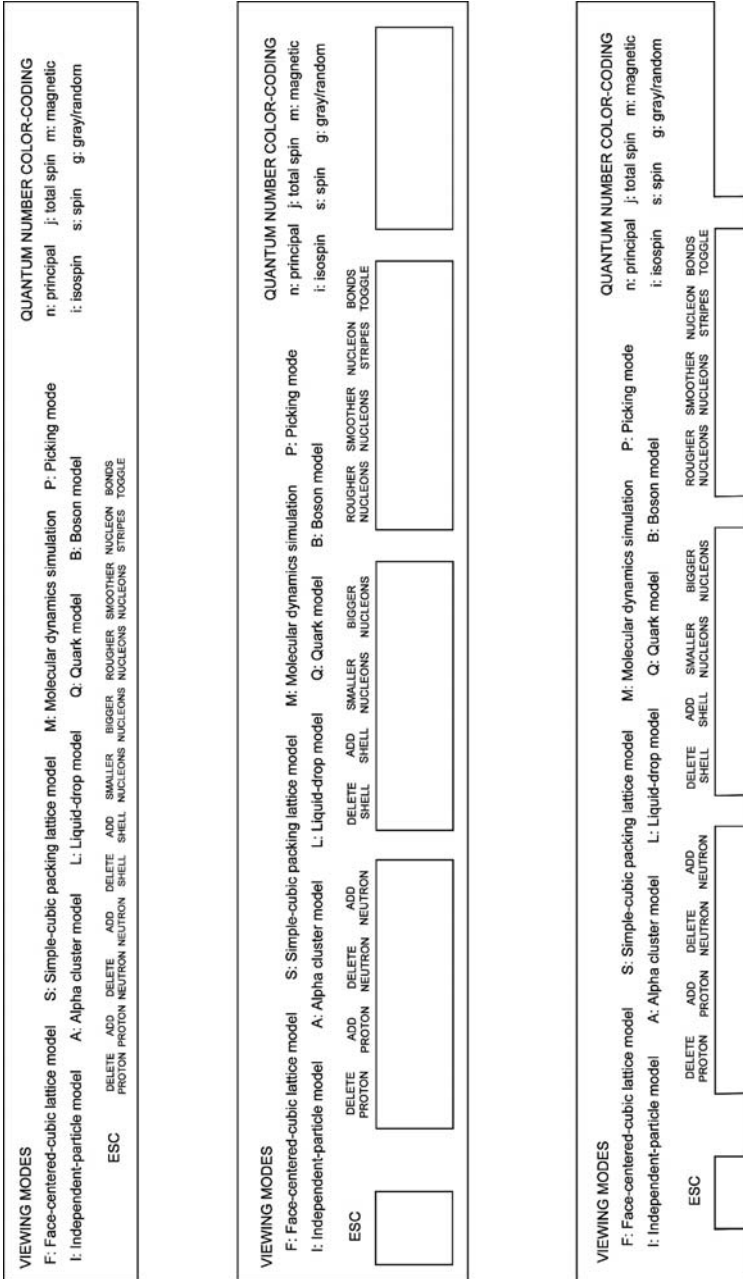 VIEWING MODES QUANTUM NUMBER COLOR-CODING
F: Face-centered-cubic lattice model S: Simple-cubic packing lattice model M: Molecular dynamics simulation P: Picking mode n: principal j: total spin m: magnetic
I: Independent-particle model A: Alpha cluster model L: Liquid-drop model Q: Quark model B: Boson model i: isospin s: spin g: gray/random
DELETE ADD DELETE ADD DELETE ADD SMALLER BIGGER ROUGHER SMOOTHER NUCLEON BONDS
ESC PROTON PROTON NEUTRON NEUTRON SHELL SHELL NUCLEONS NUCLEONS NUCLEONS NUCLEONS STRIPES TOGGLE
VIEWING MODES QUANTUM NUMBER COLOR-CODING
F: Face-centered-cubic lattice model S: Simple-cubic packing lattice model M: Molecular dynamics simulation P: Picking mode n: principal j: total spin m: magnetic
I: Independent-particle model A: Alpha cluster model L: Liquid-drop model Q: Quark model B: Boson model i: isospin s: spin g: gray/random
DELETE ADD DELETE ADD DELETE ADD SMALLER BIGGER ROUGHER SMOOTHER NUCLEON BONDS
ESC PROTON PROTON NEUTRON NEUTRON SHELL SHELL NUCLEONS NUCLEONS NUCLEONS NUCLEONS STRIPES TOGGLE
VIEWING MODES QUANTUM NUMBER COLOR-CODING
F: Face-centered-cubic lattice model S: Simple-cubic packing lattice model M: Molecular dynamics simulation P: Picking mode n: principal j: total spin m: magnetic
I: Independent-particle model A: Alpha cluster model L: Liquid-drop model Q: Quark model B: Boson model i: isospin s: spin g: gray/random
DELETE ADD DELETE ADD DELETE ADD SMALLER BIGGER ROUGHER SMOOTHER NUCLEON BONDS
ESC PROTON PROTON NEUTRON NEUTRON SHELL SHELL NUCLEONS NUCLEONS NUCLEONS NUCLEONS STRIPES TOGGLE